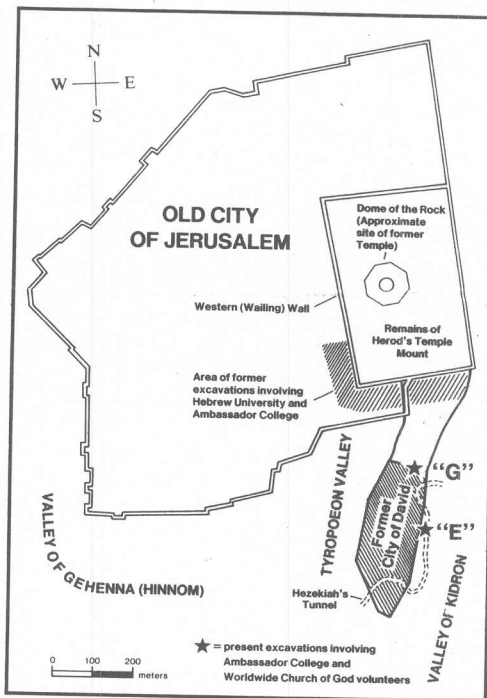 N
W E
S
OLD CITY
OF JERUSALEM
Dome of the Rock
(Approximate
site of former
Temple)
Western (Wailing) Wall
Remains of
Herod's Temple
Mount
Area of former
excavations involving
Hebrew University and
Ambassador College
TYROPOEON VALLEY
"G"
Former
City of David
"E"
VALLEY OF GEHENNA (HINNOM)
Hezekiah's
Tunnel
VALLEY OF KIDRON
★ = present excavations involving
Ambassador College and
Worldwide Church of God volunteers
0 100 200
meters